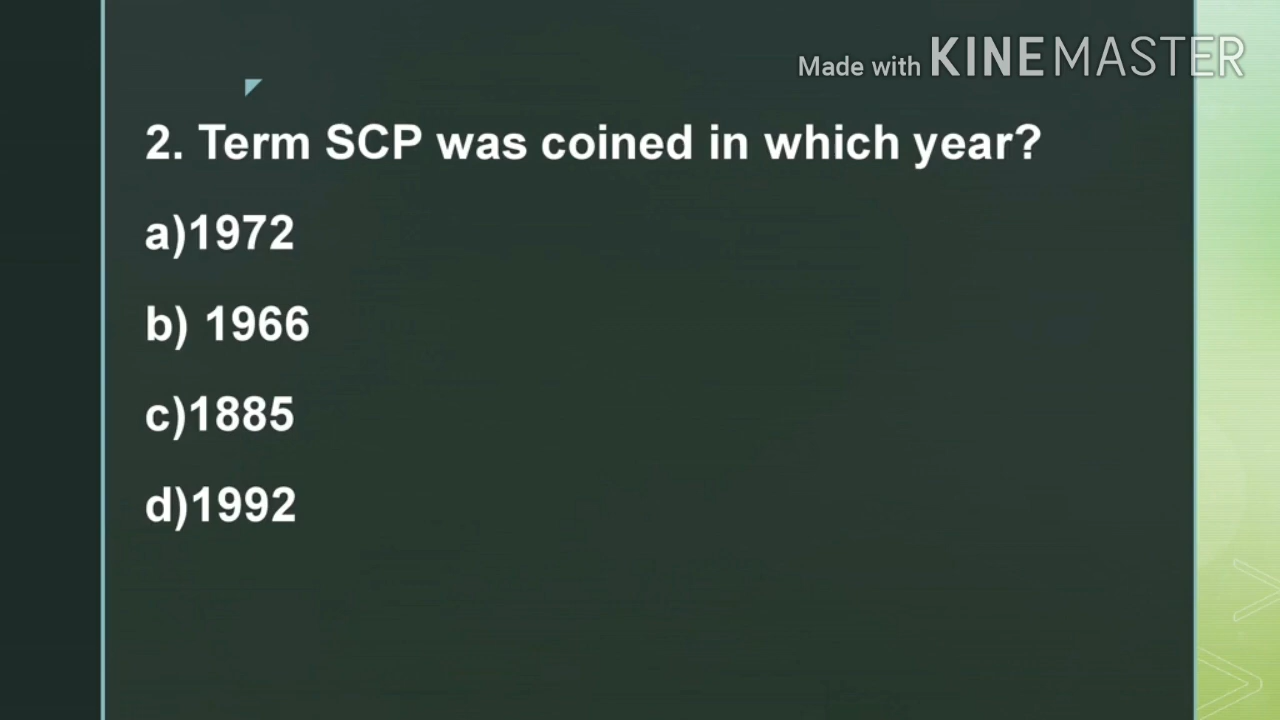 Made with KINEMASTER
2. Term SCP was coined in which year?
a)1972
b) 1966
c)1885
d)1992